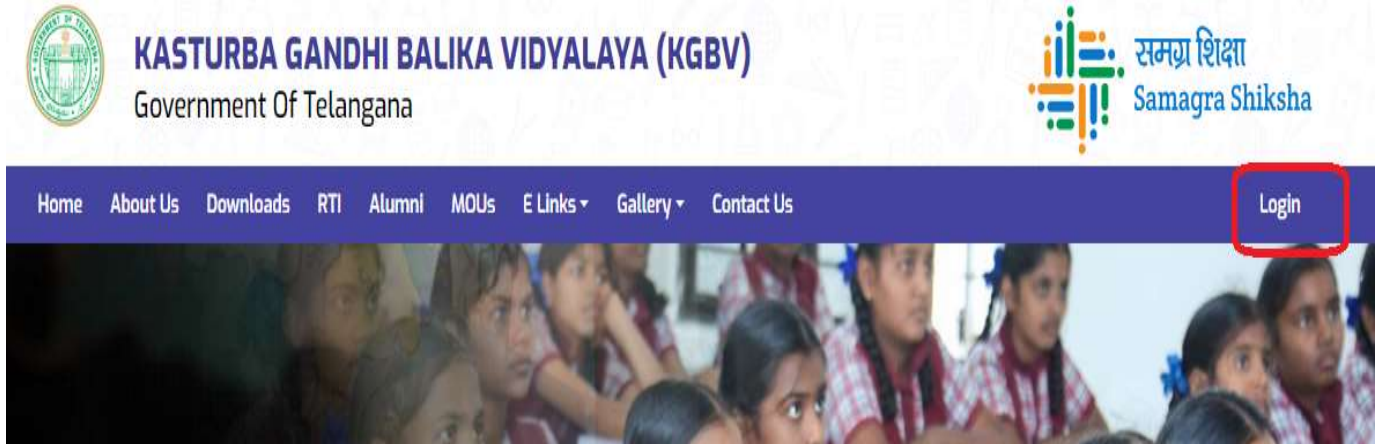 KASTURBA GANDHI BALIKA VIDYALAYA (KGBV)
Government Of Telangana
समग्र शिक्षा
Samagra Shiksha
Home About Us Downloads RTI Alumni MOUs E Links Gallery Contact Us Login